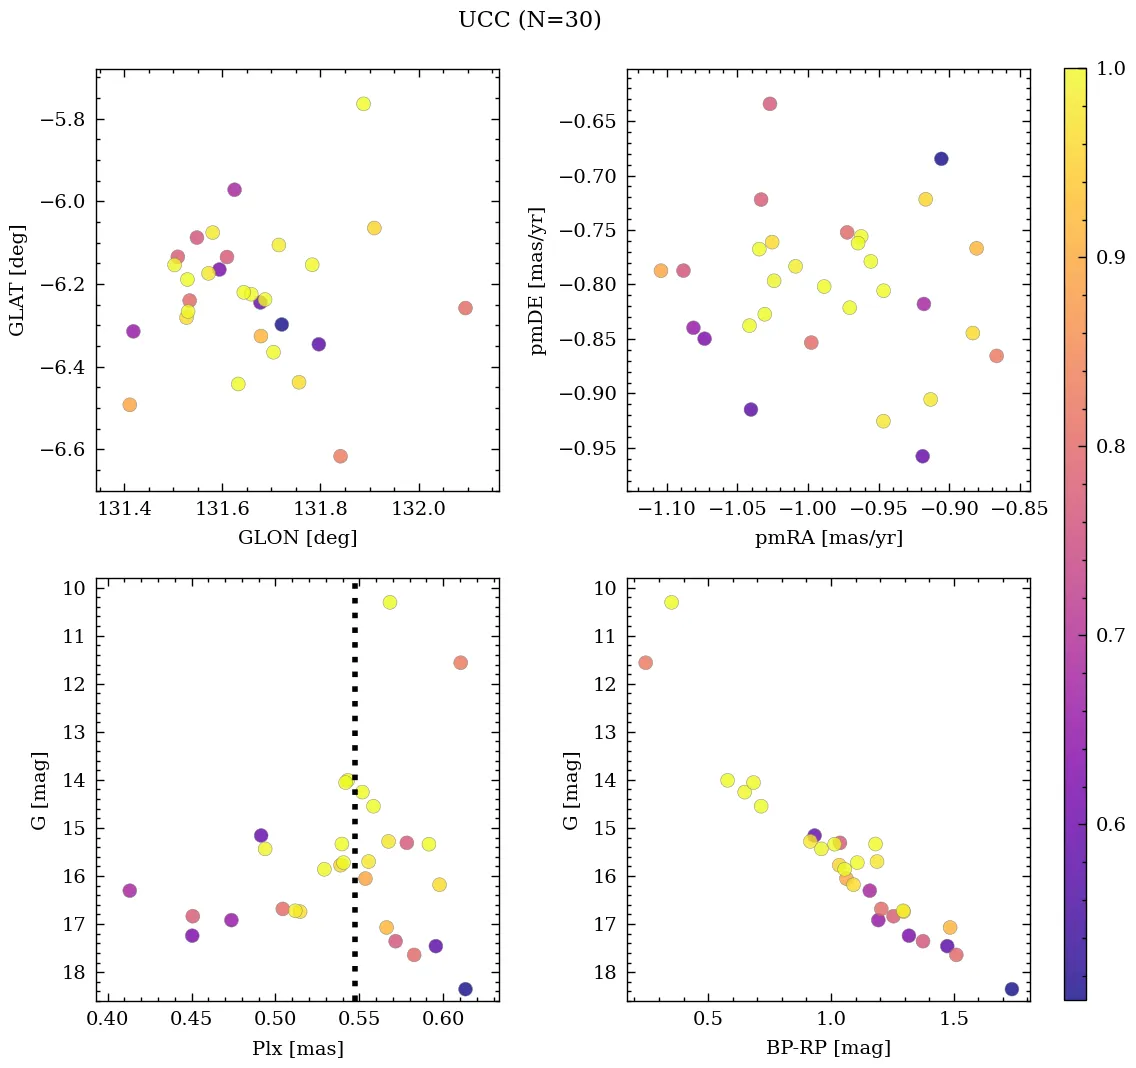 UCC (N=30)
−5.8
−6.0
−6.2
−6.4
−6.6
GLAT [deg]
131.4 131.6 131.8 132.0
GLON [deg]
−0.65
−0.70
−0.75
−0.80
−0.85
−0.90
−0.95
pmDE [mas/yr]
−1.10 −1.05 −1.00 −0.95 −0.90 −0.85
pmRA [mas/yr]
10
11
12
13
14
15
16
17
18
G [mag]
0.40 0.45 0.50 0.55 0.60
Plx [mas]
10
11
12
13
14
15
16
17
18
G [mag]
0.5 1.0 1.5
BP-RP [mag]
1.0
0.9
0.8
0.7
0.6